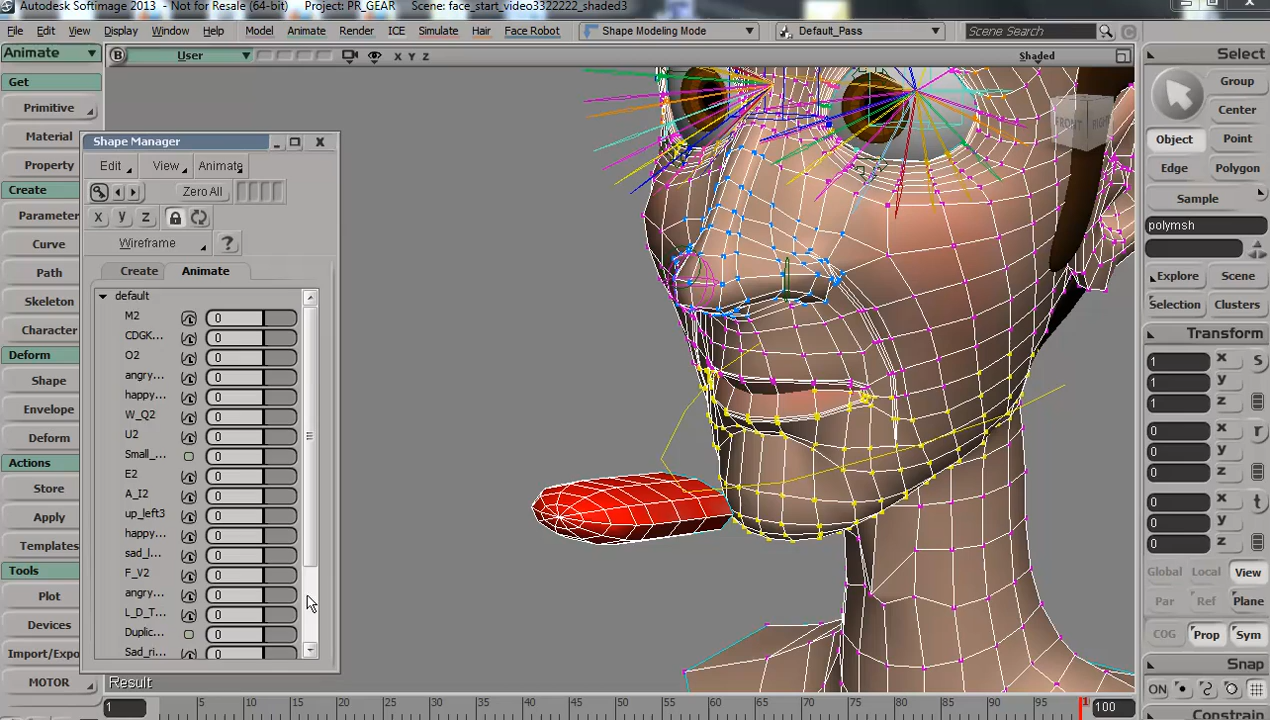 Autodesk Softimage 2013 - Not for Resale (64-bit) Project: PR_GEAR Scene: face_start_video3322222_shaded3
File Edit View Display Window Help Model Animate Render ICE Simulate Hair Face Robot Shape Modeling Mode Default_Pass Scene Search
Animate B User X Y Z Shaded Select
Get
Primitive
Material
Property
Create
Parameter
Curve
Path
Skeleton
Character
Deform
Shape
Envelope
Deform
Actions
Store
Apply
Templates
Tools
Plot
Devices
Import/Expo
MOTOR
Shape Manager
Edit View Animate
Zero All
x y z
Wireframe ?
Create Animate
default
M2 0
CDGK... 0
O2 0
angry... 0
happy... 0
W_Q2 0
U2 0
Small_... 0
E2 0
A_I2 0
up_left3 0
happy... 0
sad_l... 0
F_V2 0
angry... 0
L_D_T... 0
Duplic... 0
Sad_ri... 0
FRONT RIGHT
Group
Center
Object Point
Edge Polygon
Sample
polymsh
Explore Scene
Selection Clusters
Transform
1 x s
1 y
1 z
0 x r
0 y
0 z
0 x t
0 y
0 z
Global Local View
Par Ref Plane
COG Prop Sym
Snap
ON
Constrain
Result
1 5 10 15 20 25 30 35 40 45 50 55 60 65 70 75 80 85 90 95 100